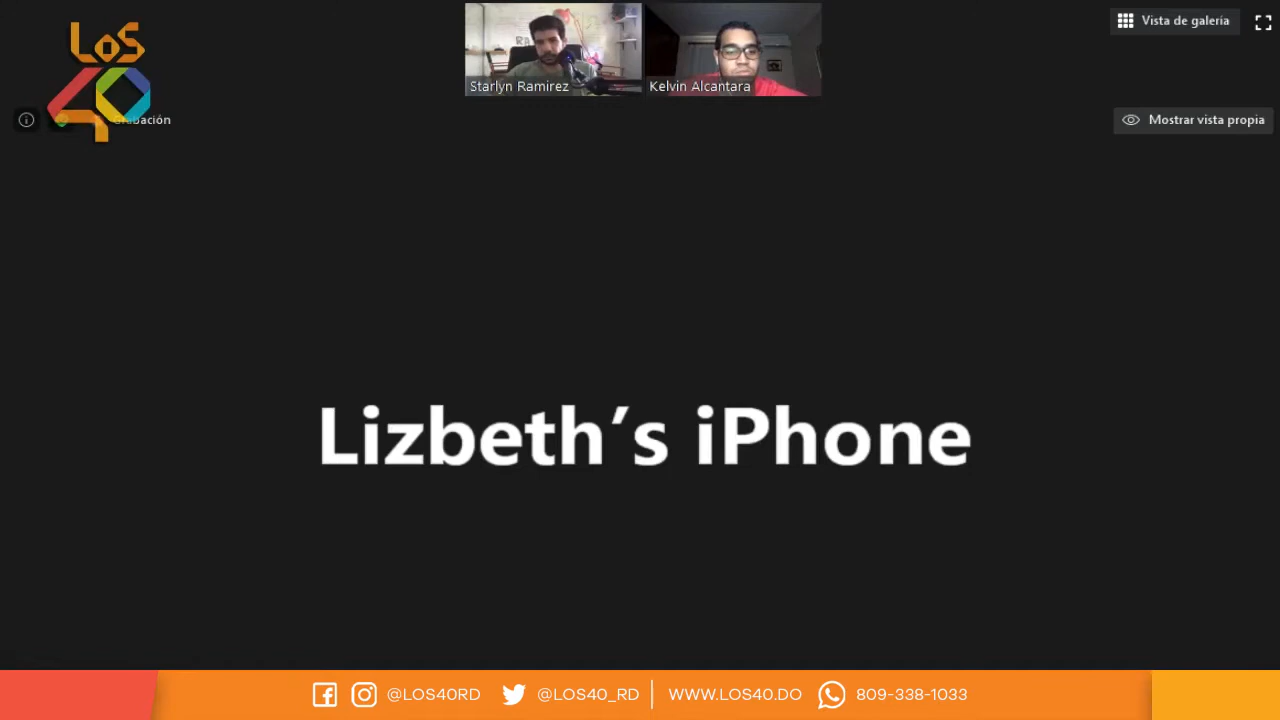 LOS
40
Starlyn Ramirez
Kelvin Alcantara
Vista de galería
Grabación
Mostrar vista propia
Lizbeth's iPhone
@LOS40RD @LOS40_RD WWW.LOS40.DO 809-338-1033